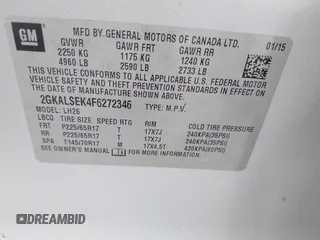 GM
MFD BY GENERAL MOTORS OF CANADA LTD.
01/15
GVWR GAWR FRT GAWR RR
2250 KG 1175 KG 1240 KG
4960 LB 2590 LB 2733 LB
THIS VEHICLE CONFORMS TO ALL APPLICABLE U.S. FEDERAL MOTOR
VEHICLE SAFETY AND THEFT PREVENTION STANDARDS IN EFFECT ON
THE DATE OF MANUFACTURE SHOWN ABOVE.
2GKALSEK4F6272346 TYPE: M.P.V.
MODEL: LH26
LBCQ TIRE SIZE SPEED RTG RIM COLD TIRE PRESSURE
FRT P225/65R17 T 17X7J 240KPA(35PSI)
RR P225/65R17 T 17X7J 240KPA(35PSI)
SPA T145/70R17 M 17X4.5T 420KPA(60PSI)
SEE OWNER'S MANUAL FOR
DREAMBID